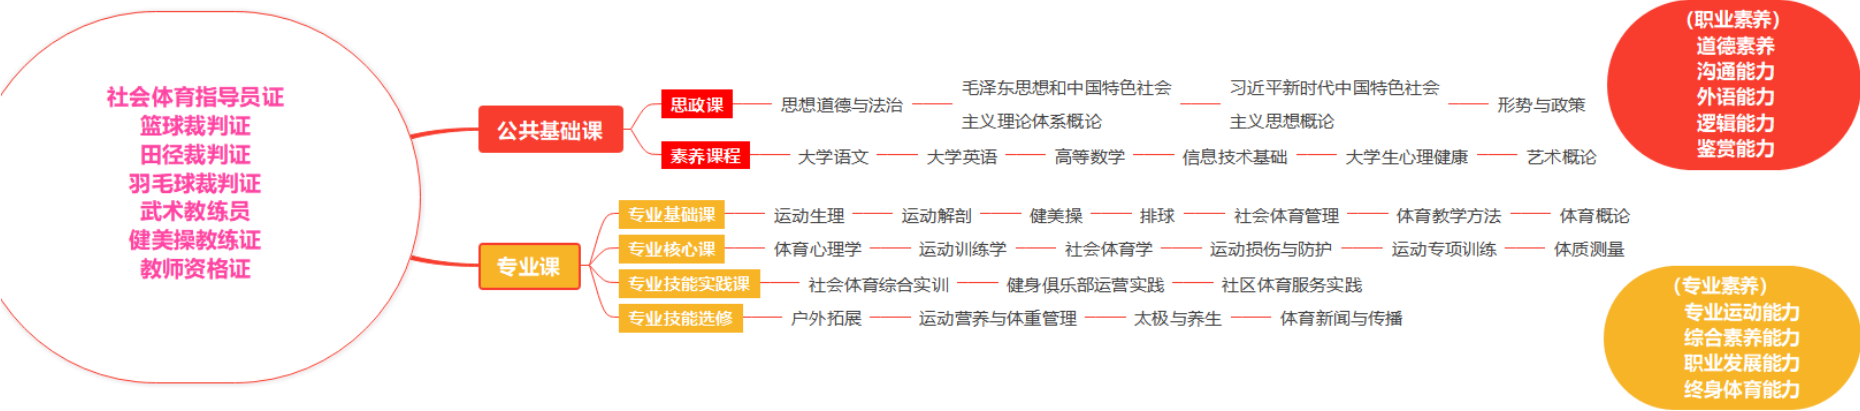 社会体育指导员证
篮球裁判证
田径裁判证
羽毛球裁判证
武术教练员
健美操教练证
教师资格证
公共基础课
思政课 思想道德与法治 毛泽东思想和中国特色社会 习近平新时代中国特色社会 形势与政策
主义理论体系概论 主义思想概论
素养课程 大学语文 大学英语 高等数学 信息技术基础 大学生心理健康 艺术概论
专业课
专业基础课 运动生理 运动解剖 健美操 排球 社会体育管理 体育教学方法 体育概论
专业核心课 体育心理学 运动训练学 社会体育学 运动损伤与防护 运动专项训练 体质测量
专业技能实践课 社会体育综合实训 健身俱乐部运营实践 社区体育服务实践
专业技能选修 户外拓展 运动营养与体重管理 太极与养生 体育新闻与传播
（职业素养）
道德素养
沟通能力
外语能力
逻辑能力
鉴赏能力
（专业素养）
专业运动能力
综合素养能力
职业发展能力
终身体育能力